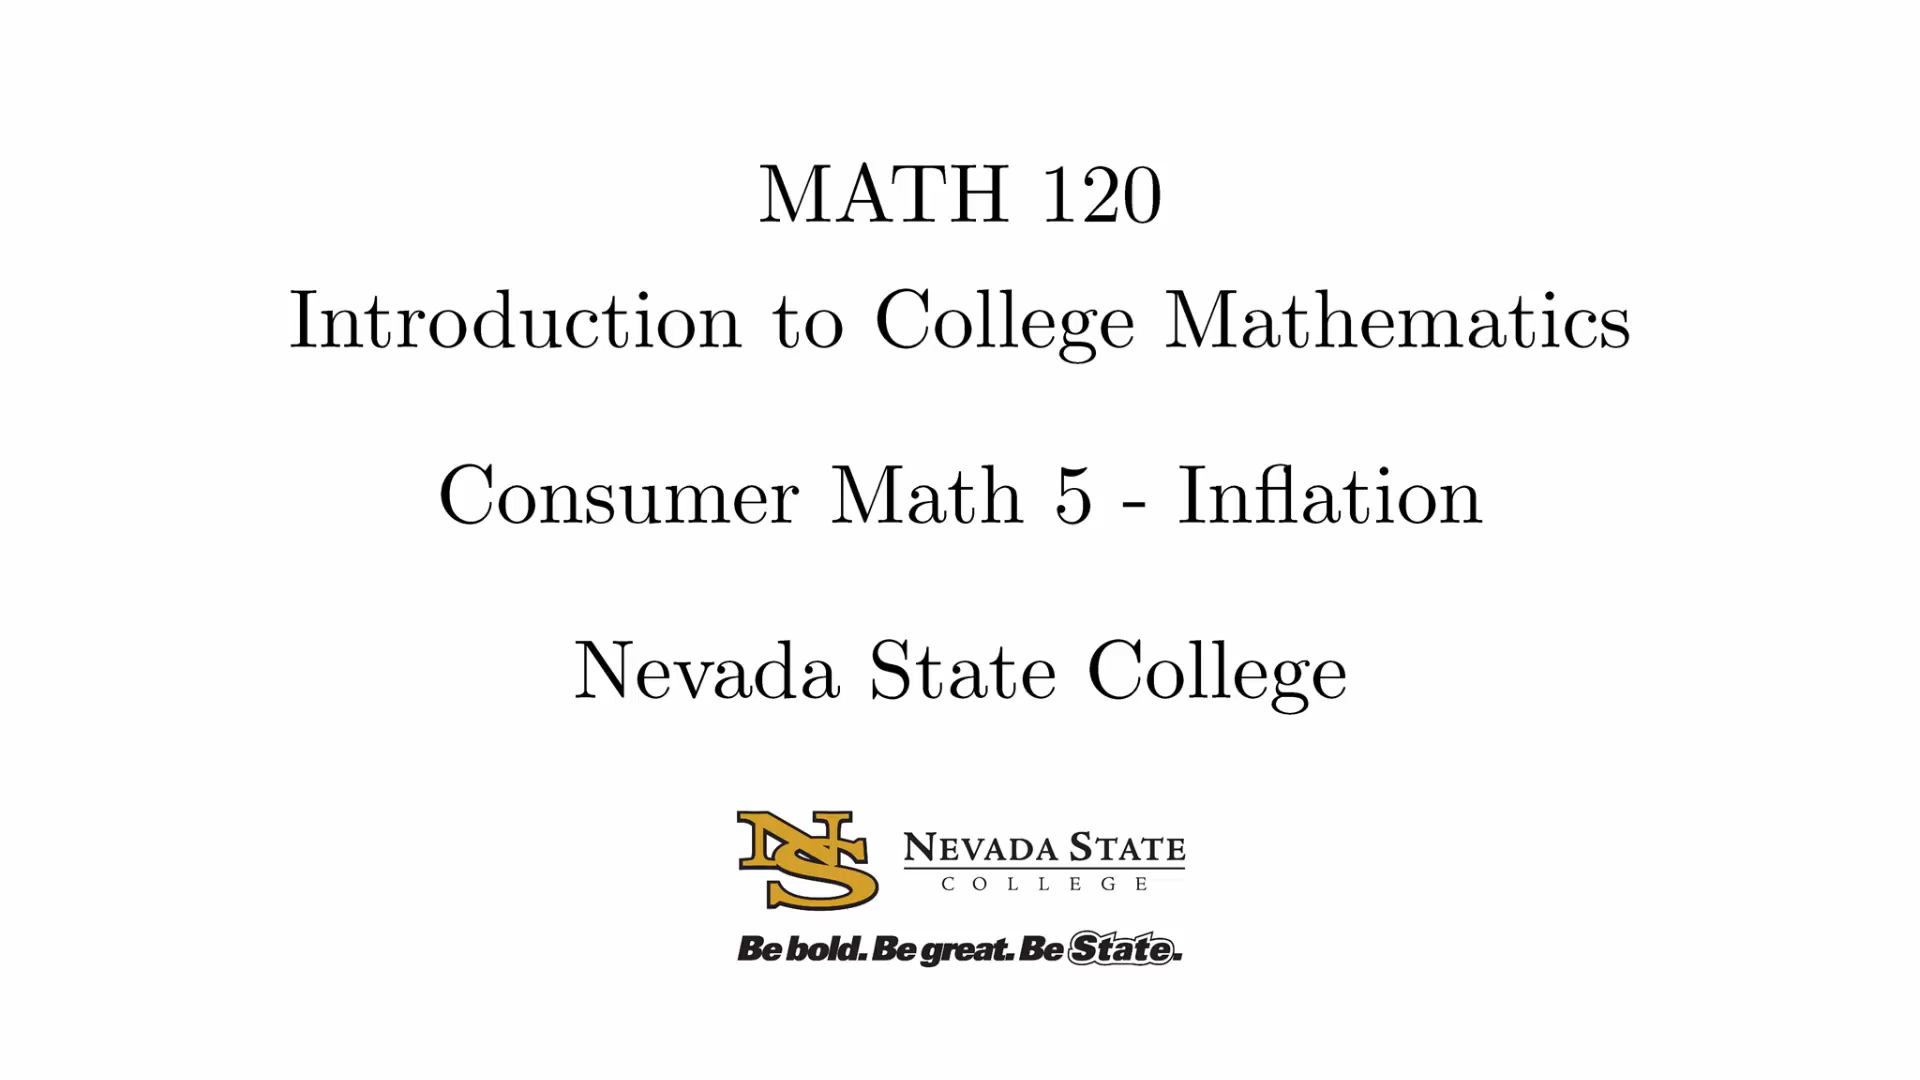 MATH 120
Introduction to College Mathematics
Consumer Math 5 - Inflation
Nevada State College
NS
NEVADA STATE
COLLEGE
Be bold. Be great. Be State.